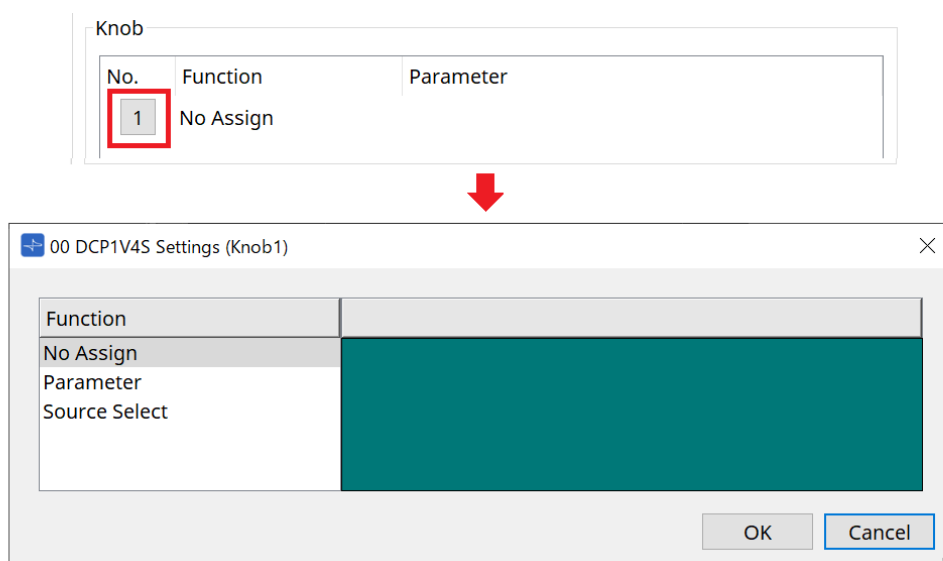 Knob
No. Function Parameter
1 No Assign
00 DCP1V4S Settings (Knob1)
Function
No Assign
Parameter
Source Select
OK Cancel